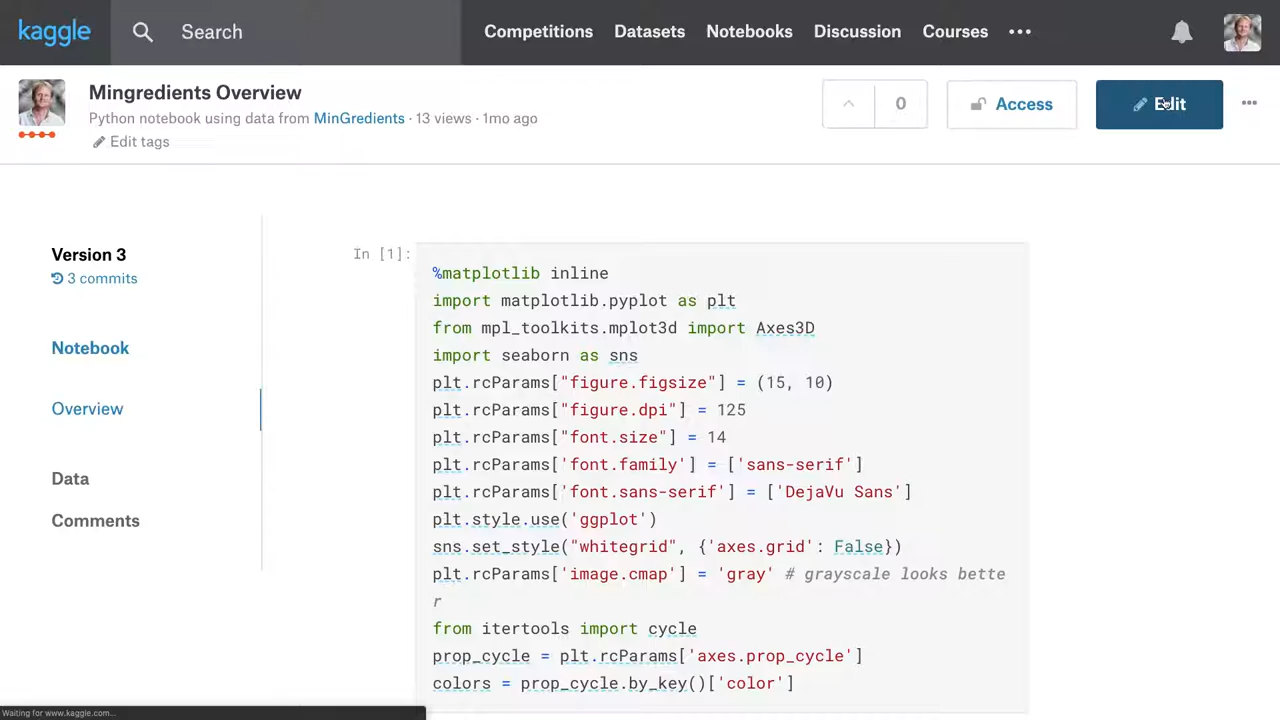 kaggle
Search
Competitions
Datasets
Notebooks
Discussion
Courses
Mingredients Overview
Python notebook using data from MinGredients · 13 views · 1mo ago
Edit tags
0
Access
Edit
Version 3
3 commits
Notebook
Overview
Data
Comments
In [1]:
%matplotlib inline
import matplotlib.pyplot as plt
from mpl_toolkits.mplot3d import Axes3D
import seaborn as sns
plt.rcParams["figure.figsize"] = (15, 10)
plt.rcParams["figure.dpi"] = 125
plt.rcParams["font.size"] = 14
plt.rcParams['font.family'] = ['sans-serif']
plt.rcParams['font.sans-serif'] = ['DejaVu Sans']
plt.style.use('ggplot')
sns.set_style("whitegrid", {'axes.grid': False})
plt.rcParams['image.cmap'] = 'gray' # grayscale looks bette
r
from itertools import cycle
prop_cycle = plt.rcParams['axes.prop_cycle']
colors = prop_cycle.by_key()['color']
Waiting for www.kaggle.com...